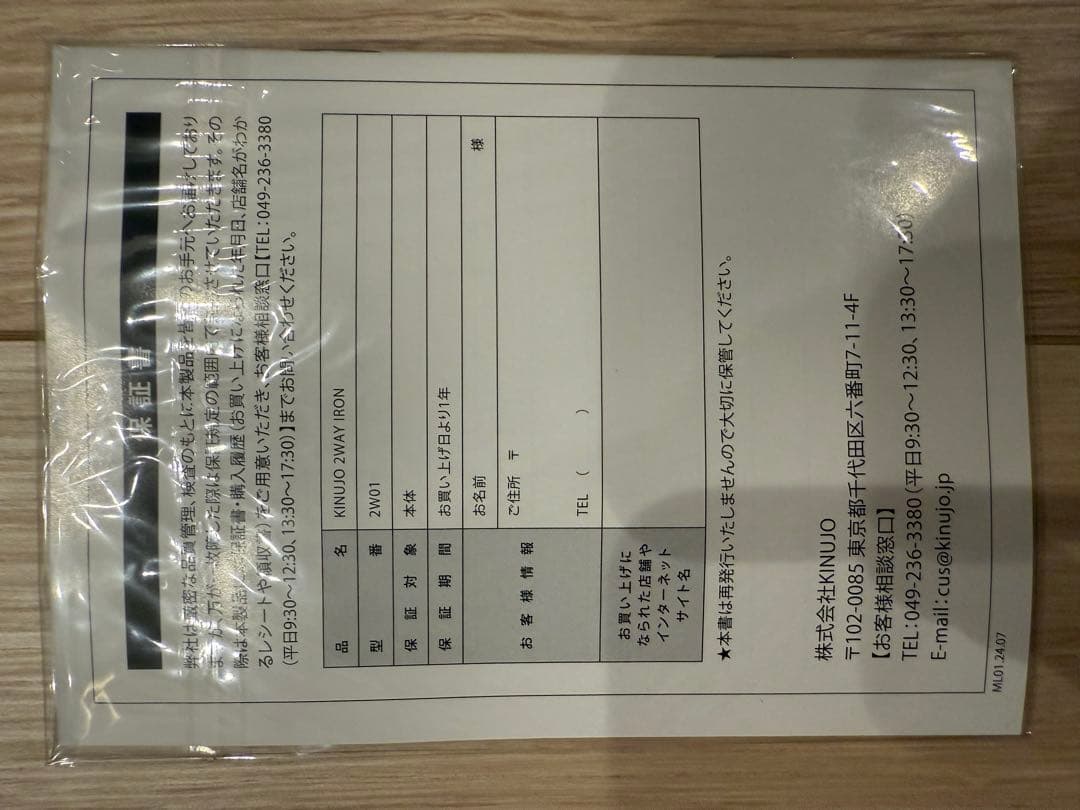 保証書
弊社は厳密な品質管理、検査のもとに本製品を皆様のお手元へお届けしており
ますが、万が一故障した際は保証規定の範囲で させていただきます。その
際は本製品・保証書・購入履歴(お買い上げになられた年月日、店舗名がわか
るレシートや領収書)をご用意いただき、お客様相談窓口【TEL:049-236-3380
(平日9:30〜12:30、13:30〜17:30)】までお問い合わせください。
品名 KINUJO 2WAY IRON
型番 2W01
保証対象 本体
保証期間 お買い上げ日より1年
お客様情報 お名前 様
ご住所 〒
TEL ( )
お買い上げに
なられた店舗や
インターネット
サイト名
★本書は再発行いたしませんので大切に保管してください。
株式会社KINUJO
〒102-0085 東京都千代田区六番町7-11-4F
【お客様相談窓口】
TEL:049-236-3380(平日9:30〜12:30、13:30〜17:30)
E-mail:cus@kinujo.jp
ML01.24.07